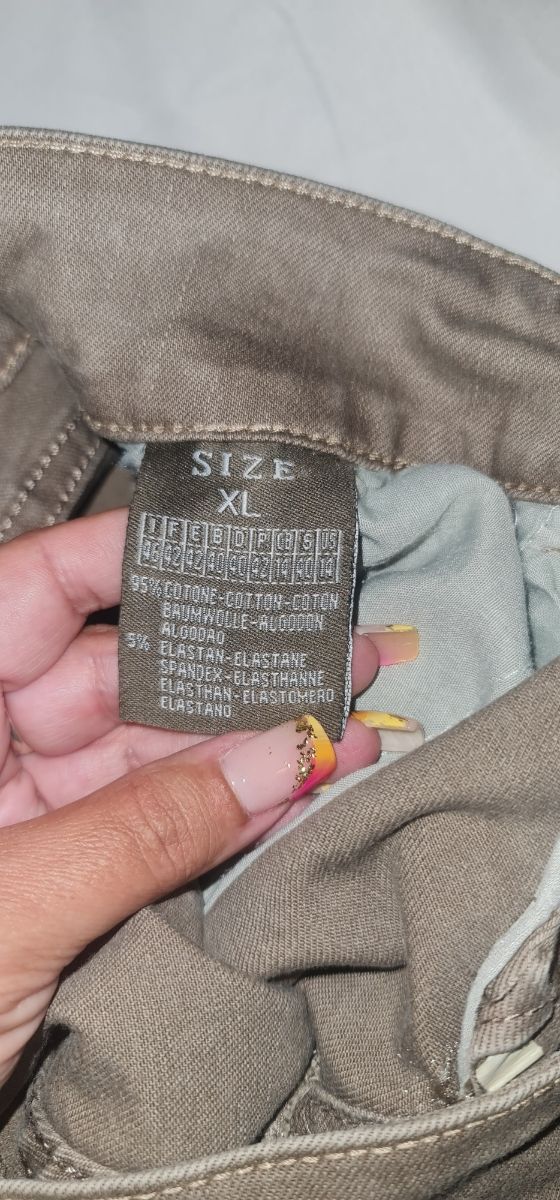 SIZE
XL
I F E B D P GB G US
46 42 42 40 40 42 14 40 14
95% COTONE-COTTON-COTON
BAUMWOLLE-ALGODON
ALGODAO
5% ELASTAN-ELASTANE
SPANDEX-ELASTHANNE
ELASTHAN-ELASTOMERO
ELASTANO